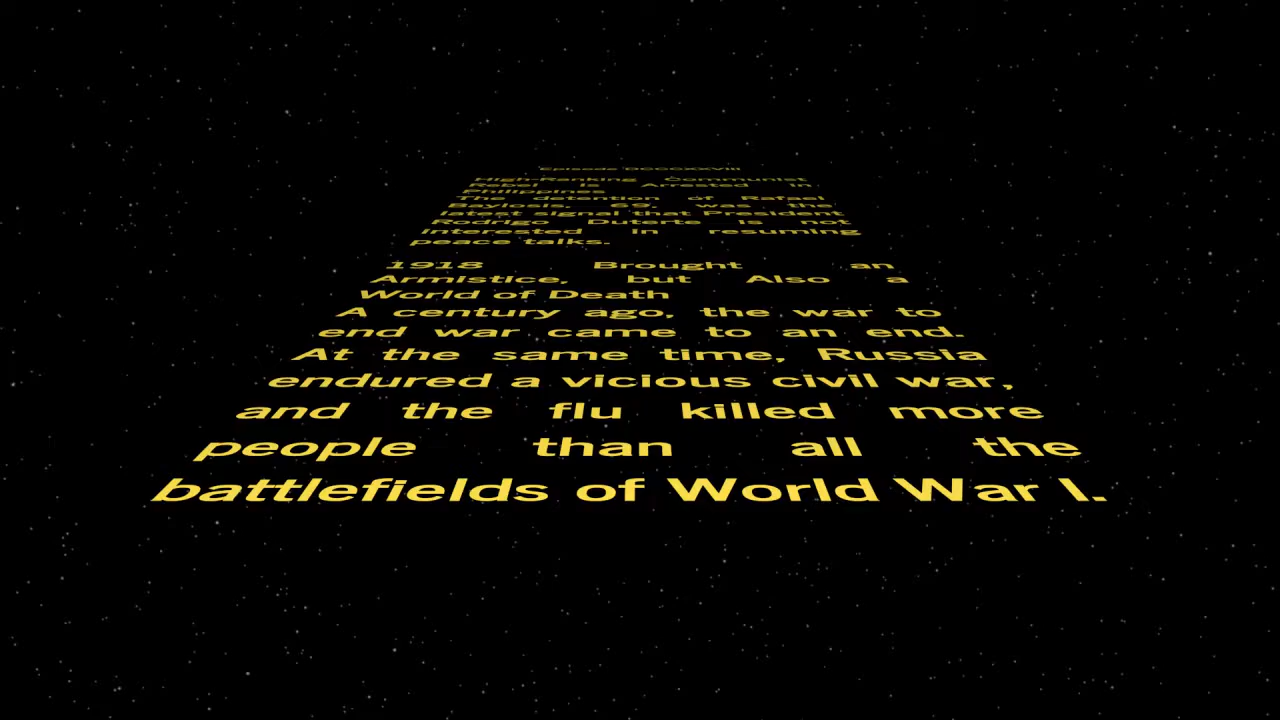 Episode DCCCXXVIII
High-Ranking Communist
Rebel Is Arrested in
Philippines
The detention of Rafael
Baylosis, 69, was the
latest signal that President
Rodrigo Duterte is not
interested in resuming
peace talks.
1918 Brought an
Armistice, but Also a
World of Death
A century ago, the war to
end war came to an end.
At the same time, Russia
endured a vicious civil war,
and the flu killed more
people than all the
battlefields of World War I.